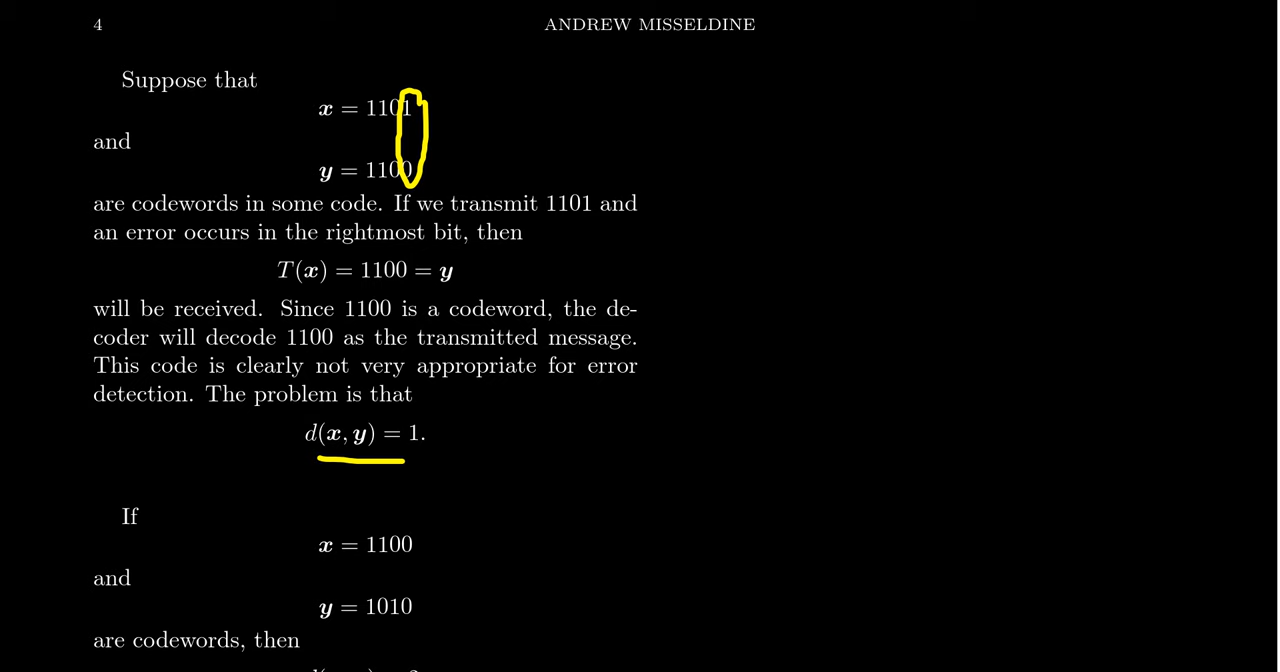 4 ANDREW MISSELDINE
Suppose that
x = 1101
and
y = 1100
are codewords in some code. If we transmit 1101 and
an error occurs in the rightmost bit, then
T(x) = 1100 = y
will be received. Since 1100 is a codeword, the de-
coder will decode 1100 as the transmitted message.
This code is clearly not very appropriate for error
detection. The problem is that
d(x, y) = 1.
If
x = 1100
and
y = 1010
are codewords, then